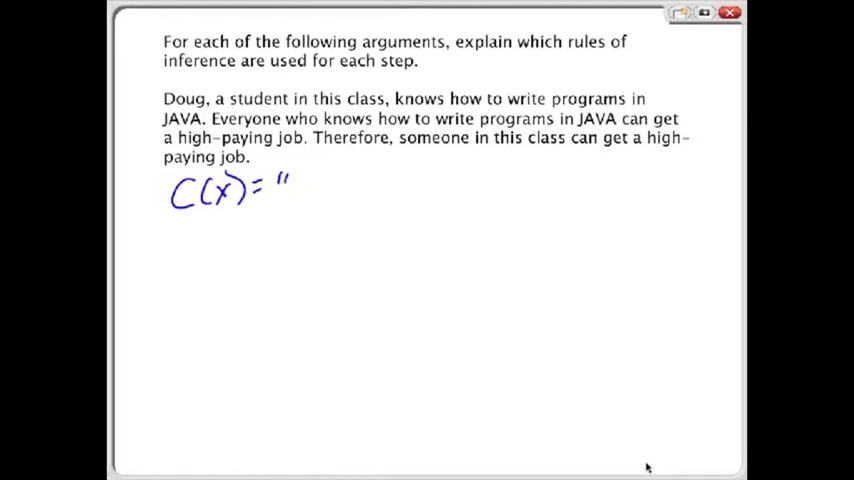 For each of the following arguments, explain which rules of
inference are used for each step.
Doug, a student in this class, knows how to write programs in
JAVA. Everyone who knows how to write programs in JAVA can get
a high-paying job. Therefore, someone in this class can get a high-
paying job.
C(x) = "